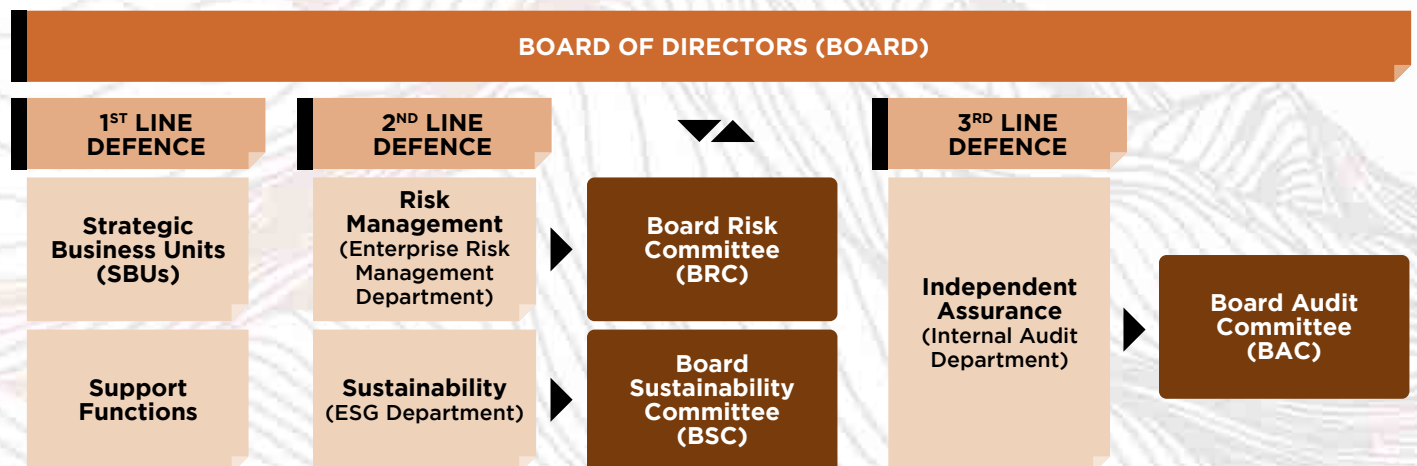 BOARD OF DIRECTORS (BOARD)
1ST LINE
DEFENCE
Strategic
Business Units
(SBUs)
Support
Functions
2ND LINE
DEFENCE
Risk
Management
(Enterprise Risk
Management
Department)
Board Risk
Committee
(BRC)
Sustainability
(ESG Department)
Board
Sustainability
Committee
(BSC)
3RD LINE
DEFENCE
Independent
Assurance
(Internal Audit
Department)
Board Audit
Committee
(BAC)